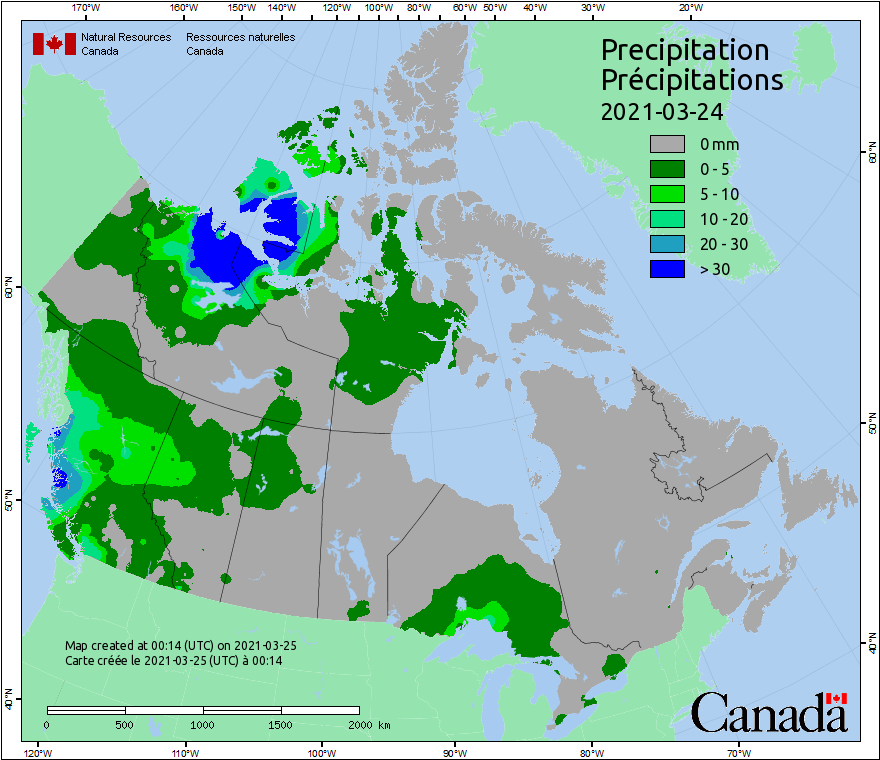 170°W 160°W 150°W 140°W 120°W 100°W 80°W 60°W 50°W 40°W 30°W 20°W
Natural Resources Ressources naturelles
Canada Canada
Precipitation
Précipitations
2021-03-24
0 mm
0 - 5
5 - 10
10 - 20
20 - 30
> 30
60°N
60°N
50°N
50°N
40°N
40°N
Map created at 00:14 (UTC) on 2021-03-25
Carte créée le 2021-03-25 (UTC) à 00:14
0 500 1000 1500 2000 km
Canada
120°W 110°W 100°W 90°W 80°W 70°W